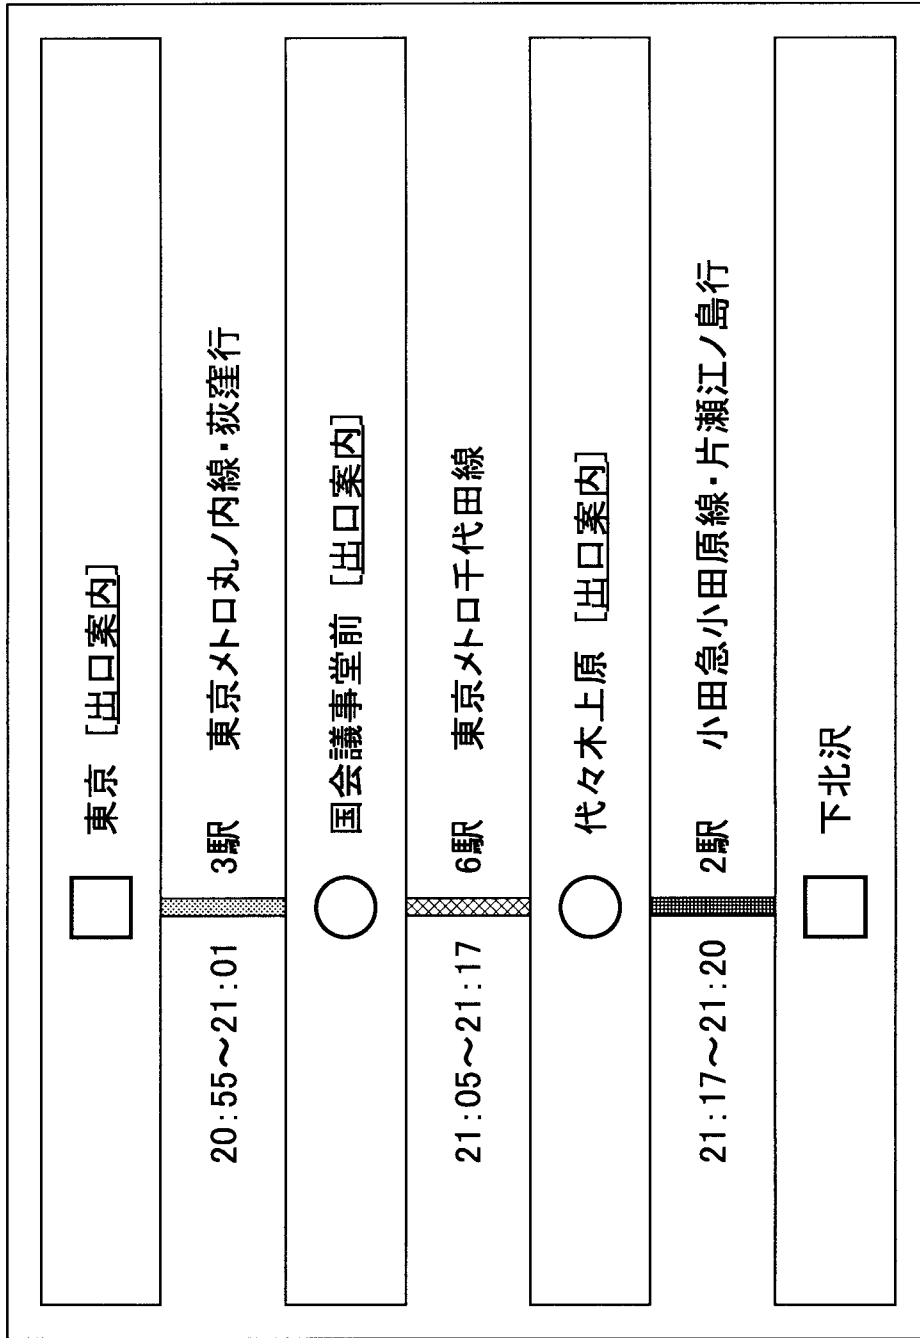 東京 [出口案内]
20:55～21:01 3駅 東京メトロ丸ノ内線・荻窪行
国会議事堂前 [出口案内]
21:05～21:17 6駅 東京メトロ千代田線
代々木上原 [出口案内]
21:17～21:20 2駅 小田急小田原線・片瀬江ノ島行
下北沢